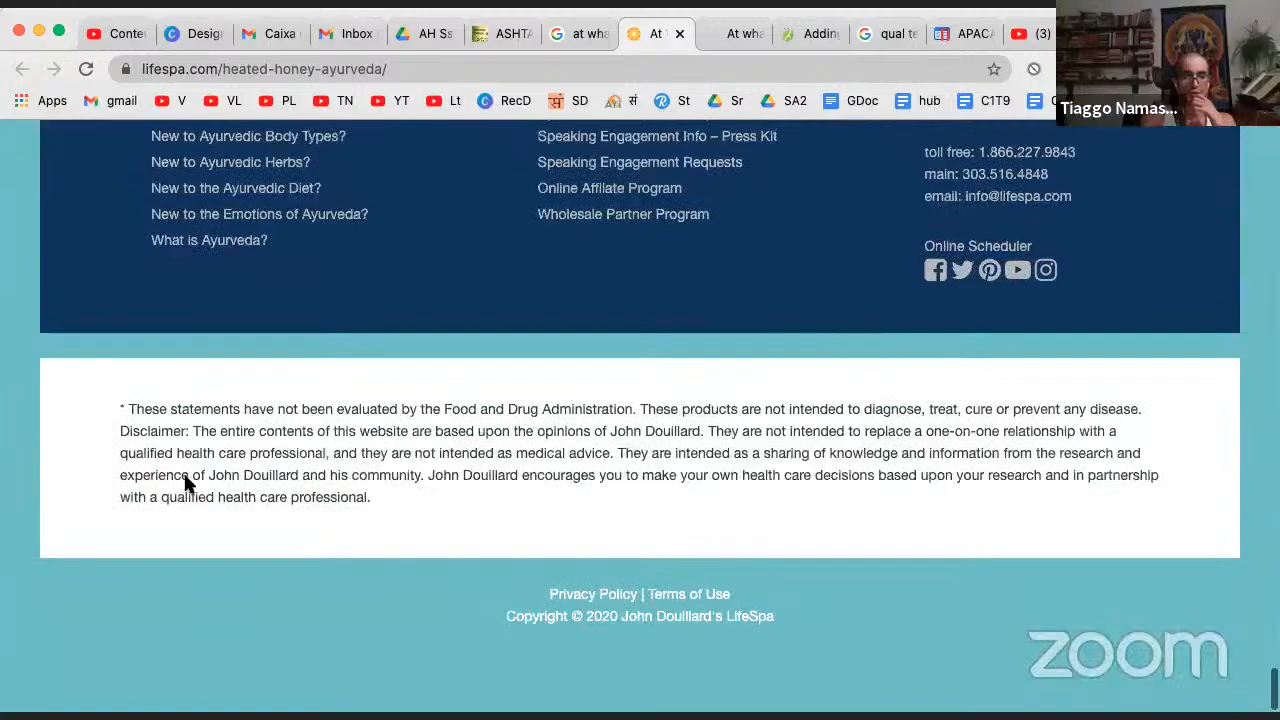 Conte
Desig
Caixa
Inbox
AH Ss
ASHTA
at wha
At
At wha
Addin
qual te
APAC
(3)
lifespa.com/heated-honey-ayurveda/
Apps
gmail
V
VL
PL
TN
YT
Lt
RecD
SD
सं
St
Sr
SA2
GDoc
hub
C1T9
Tiaggo Namas...
New to Ayurvedic Body Types?
New to Ayurvedic Herbs?
New to the Ayurvedic Diet?
New to the Emotions of Ayurveda?
What is Ayurveda?
Speaking Engagement Info – Press Kit
Speaking Engagement Requests
Online Affilate Program
Wholesale Partner Program
toll free: 1.866.227.9843
main: 303.516.4848
email: info@lifespa.com
Online Scheduler
* These statements have not been evaluated by the Food and Drug Administration. These products are not intended to diagnose, treat, cure or prevent any disease.
Disclaimer: The entire contents of this website are based upon the opinions of John Douillard. They are not intended to replace a one-on-one relationship with a
qualified health care professional, and they are not intended as medical advice. They are intended as a sharing of knowledge and information from the research and
experience of John Douillard and his community. John Douillard encourages you to make your own health care decisions based upon your research and in partnership
with a qualified health care professional.
Privacy Policy | Terms of Use
Copyright © 2020 John Douillard's LifeSpa
zoom